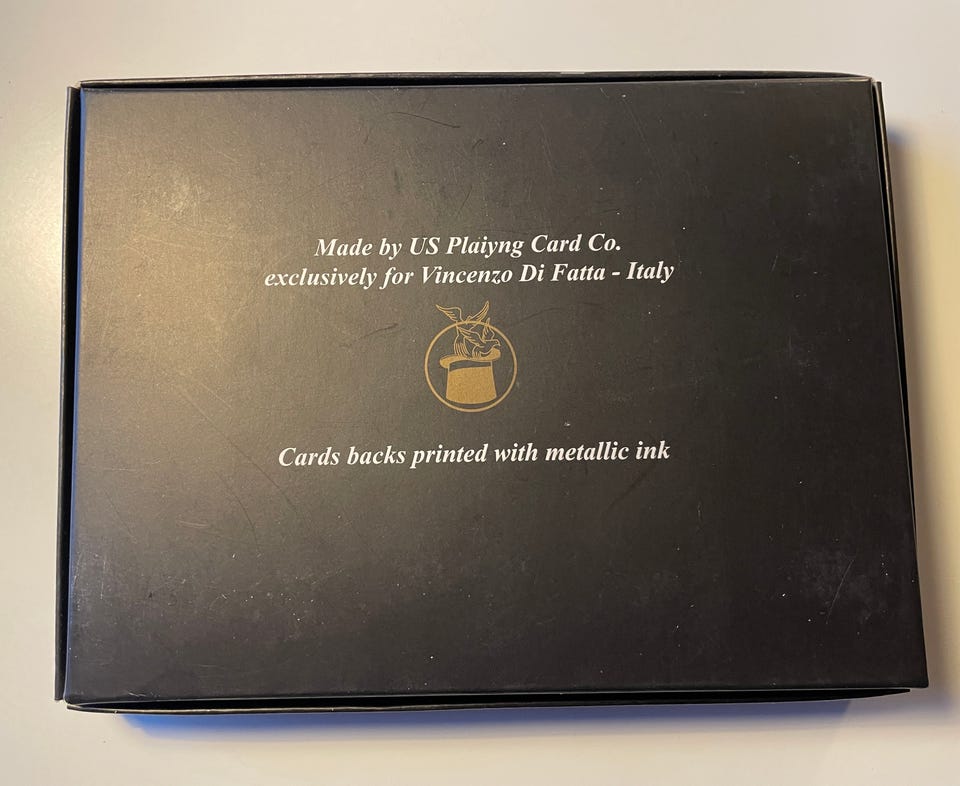 Made by US Plaiyng Card Co.
exclusively for Vincenzo Di Fatta - Italy
Cards backs printed with metallic ink